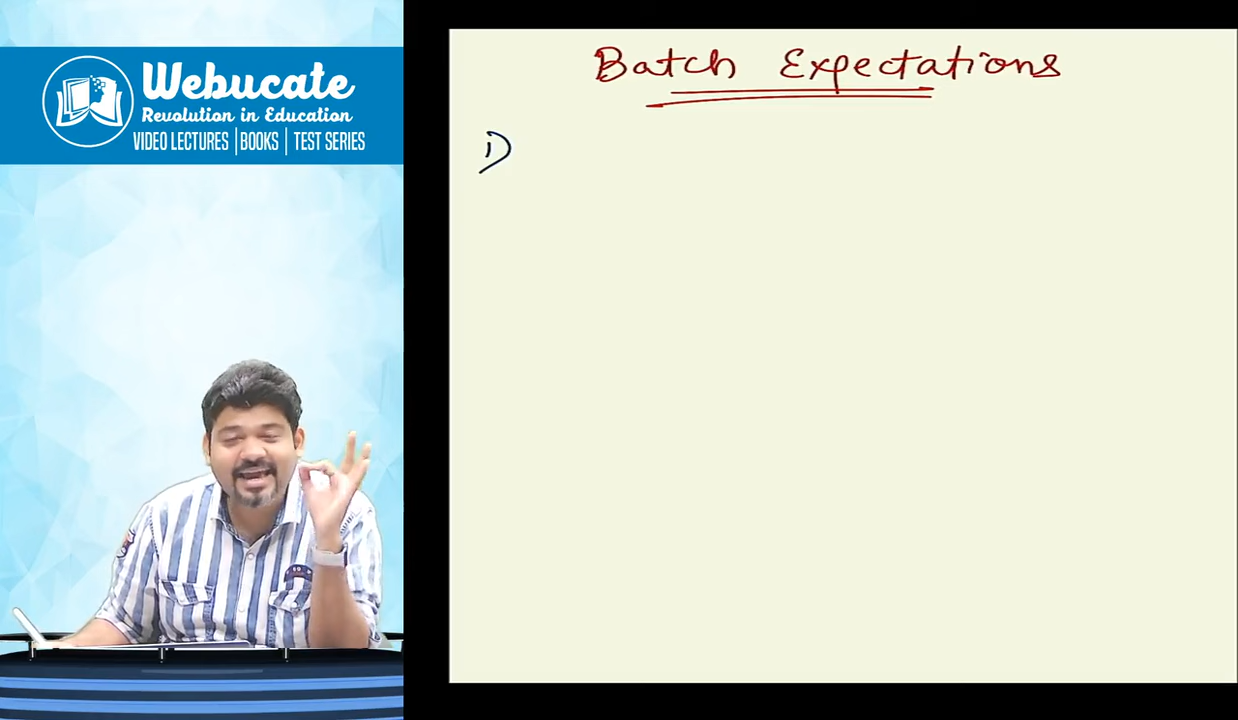 Webucate
Revolution in Education
VIDEO LECTURES | BOOKS | TEST SERIES
Batch Expectations
1)